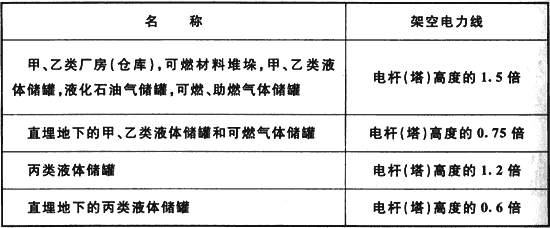 名 称 架空电力线
甲、乙类厂房(仓库),可燃材料堆垛,甲、乙类液
体储罐,液化石油气储罐,可燃、助燃气体储罐
电杆(塔)高度的 1.5 倍
直埋地下的甲、乙类液体储罐和可燃气体储罐 电杆(塔)高度的 0.75 倍
丙类液体储罐 电杆(塔)高度的 1.2 倍
直埋地下的丙类液体储罐 电杆(塔)高度的 0.6 倍